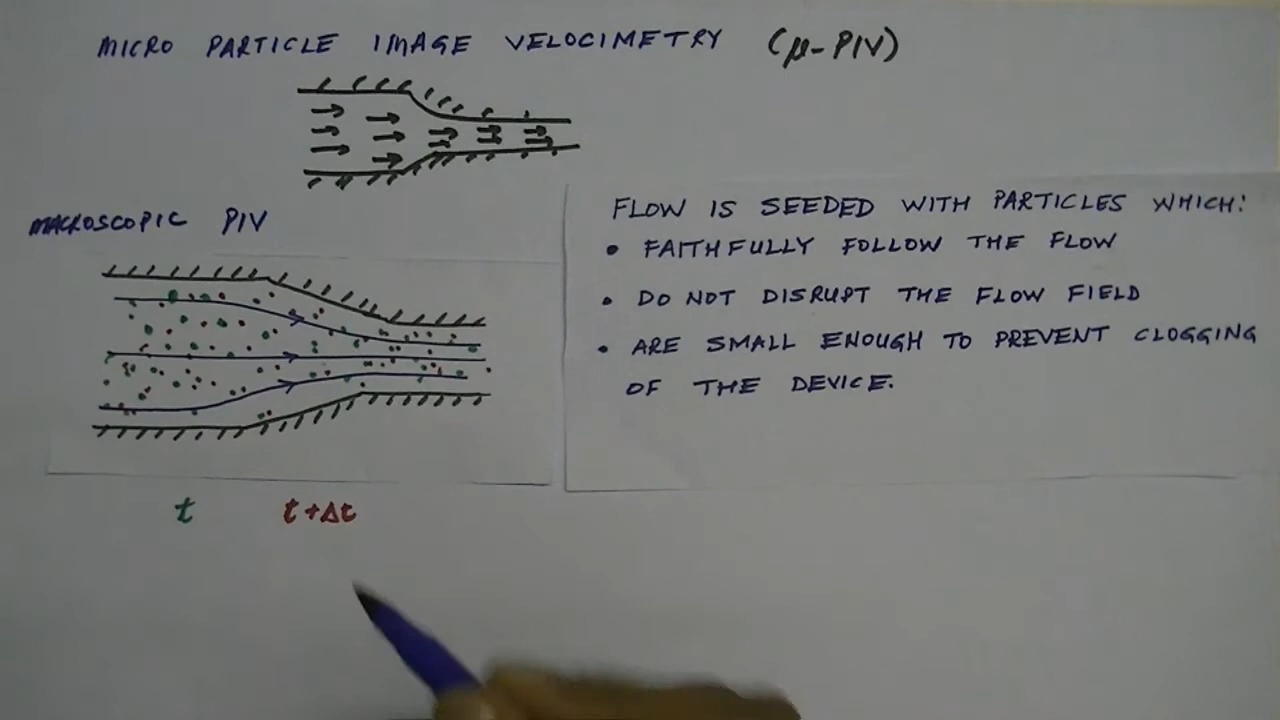 MICRO PARTICLE IMAGE VELOCIMETRY (μ-PIV)
MACROSCOPIC PIV
FLOW IS SEEDED WITH PARTICLES WHICH:
• FAITHFULLY FOLLOW THE FLOW
• DO NOT DISRUPT THE FLOW FIELD
• ARE SMALL ENOUGH TO PREVENT CLOGGING
OF THE DEVICE.
t t+Δt